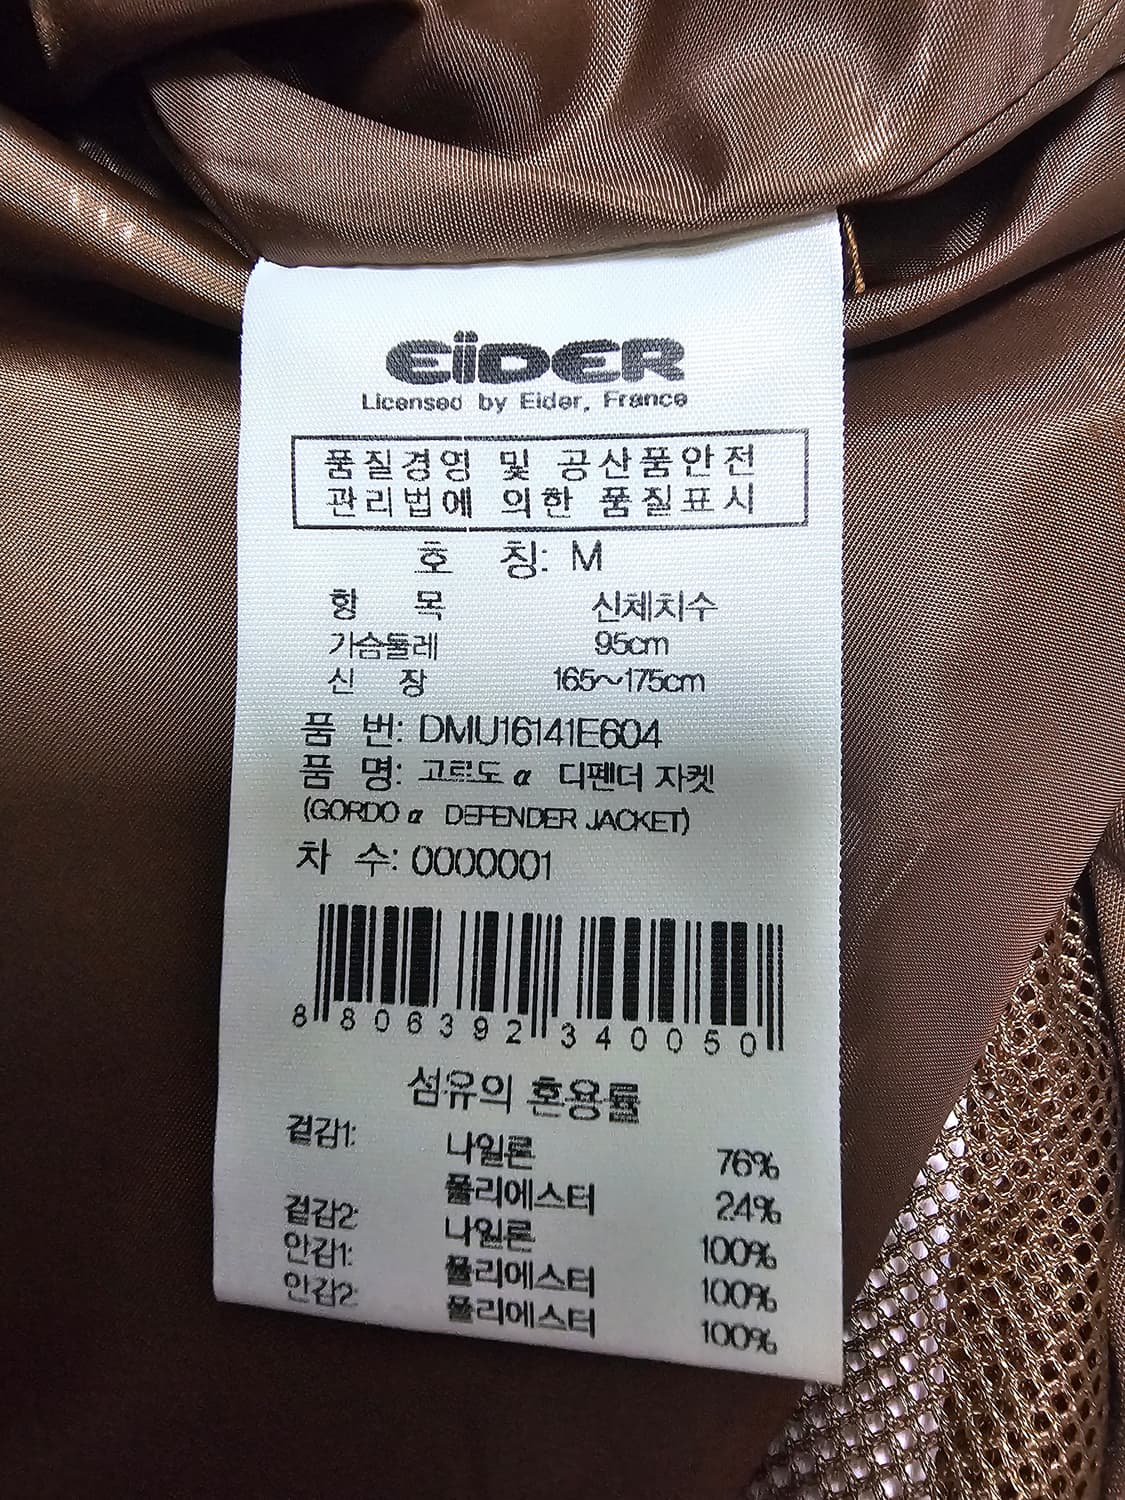 EiDER
Licensed by Eider, France
품질경영 및 공산품안전
관리법에 의한 품질표시
호 칭: M
항 목 신체치수
가슴둘레 95cm
신 장 165~175cm
품 번: DMU16141E604
품 명: 고르도 α 디펜더 자켓
(GORDO α DEFENDER JACKET)
차 수: 0000001
8 806392 340050
섬유의 혼용률
겉감1: 나일론 76%
폴리에스터 24%
겉감2: 나일론 100%
안감1: 폴리에스터 100%
안감2: 폴리에스터 100%